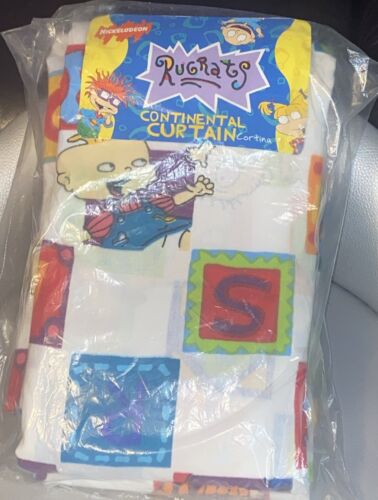 NICKELODEON
RUGRATS
CONTINENTAL
CURTAIN
Cortina
S